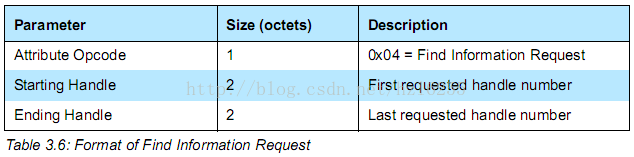 Parameter Size (octets) Description
Attribute Opcode 1 0x04 = Find Information Request
Starting Handle 2 First requested handle number
Ending Handle 2 Last requested handle number
Table 3.6: Format of Find Information Request